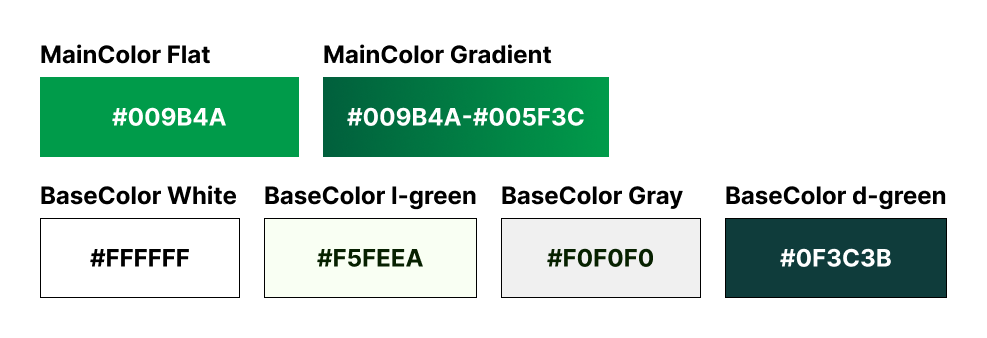 MainColor Flat
MainColor Gradient
#009B4A
#009B4A-#005F3C
BaseColor White
BaseColor l-green
BaseColor Gray
BaseColor d-green
#FFFFFF
#F5FEEA
#F0F0F0
#0F3C3B